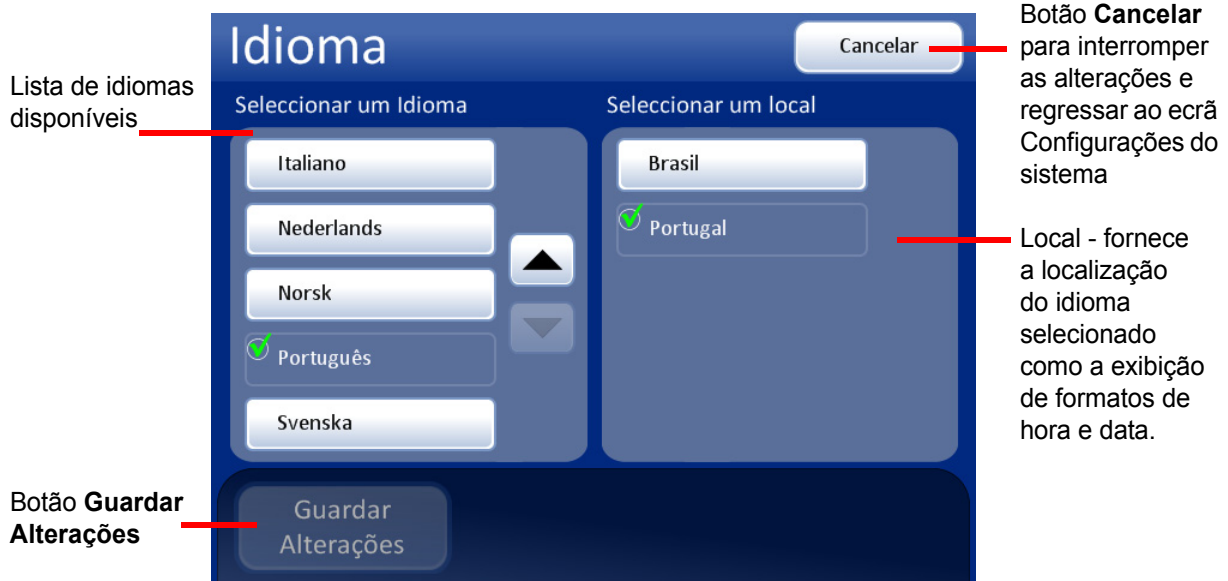 Idioma
Cancelar
Seleccionar um Idioma
Seleccionar um local
Italiano
Nederlands
Norsk
Português
Svenska
Brasil
Portugal
Guardar
Alterações
Lista de idiomas
disponíveis
Botão Guardar
Alterações
Botão Cancelar
para interromper
as alterações e
regressar ao ecrã
Configurações do
sistema
Local - fornece
a localização
do idioma
selecionado
como a exibição
de formatos de
hora e data.